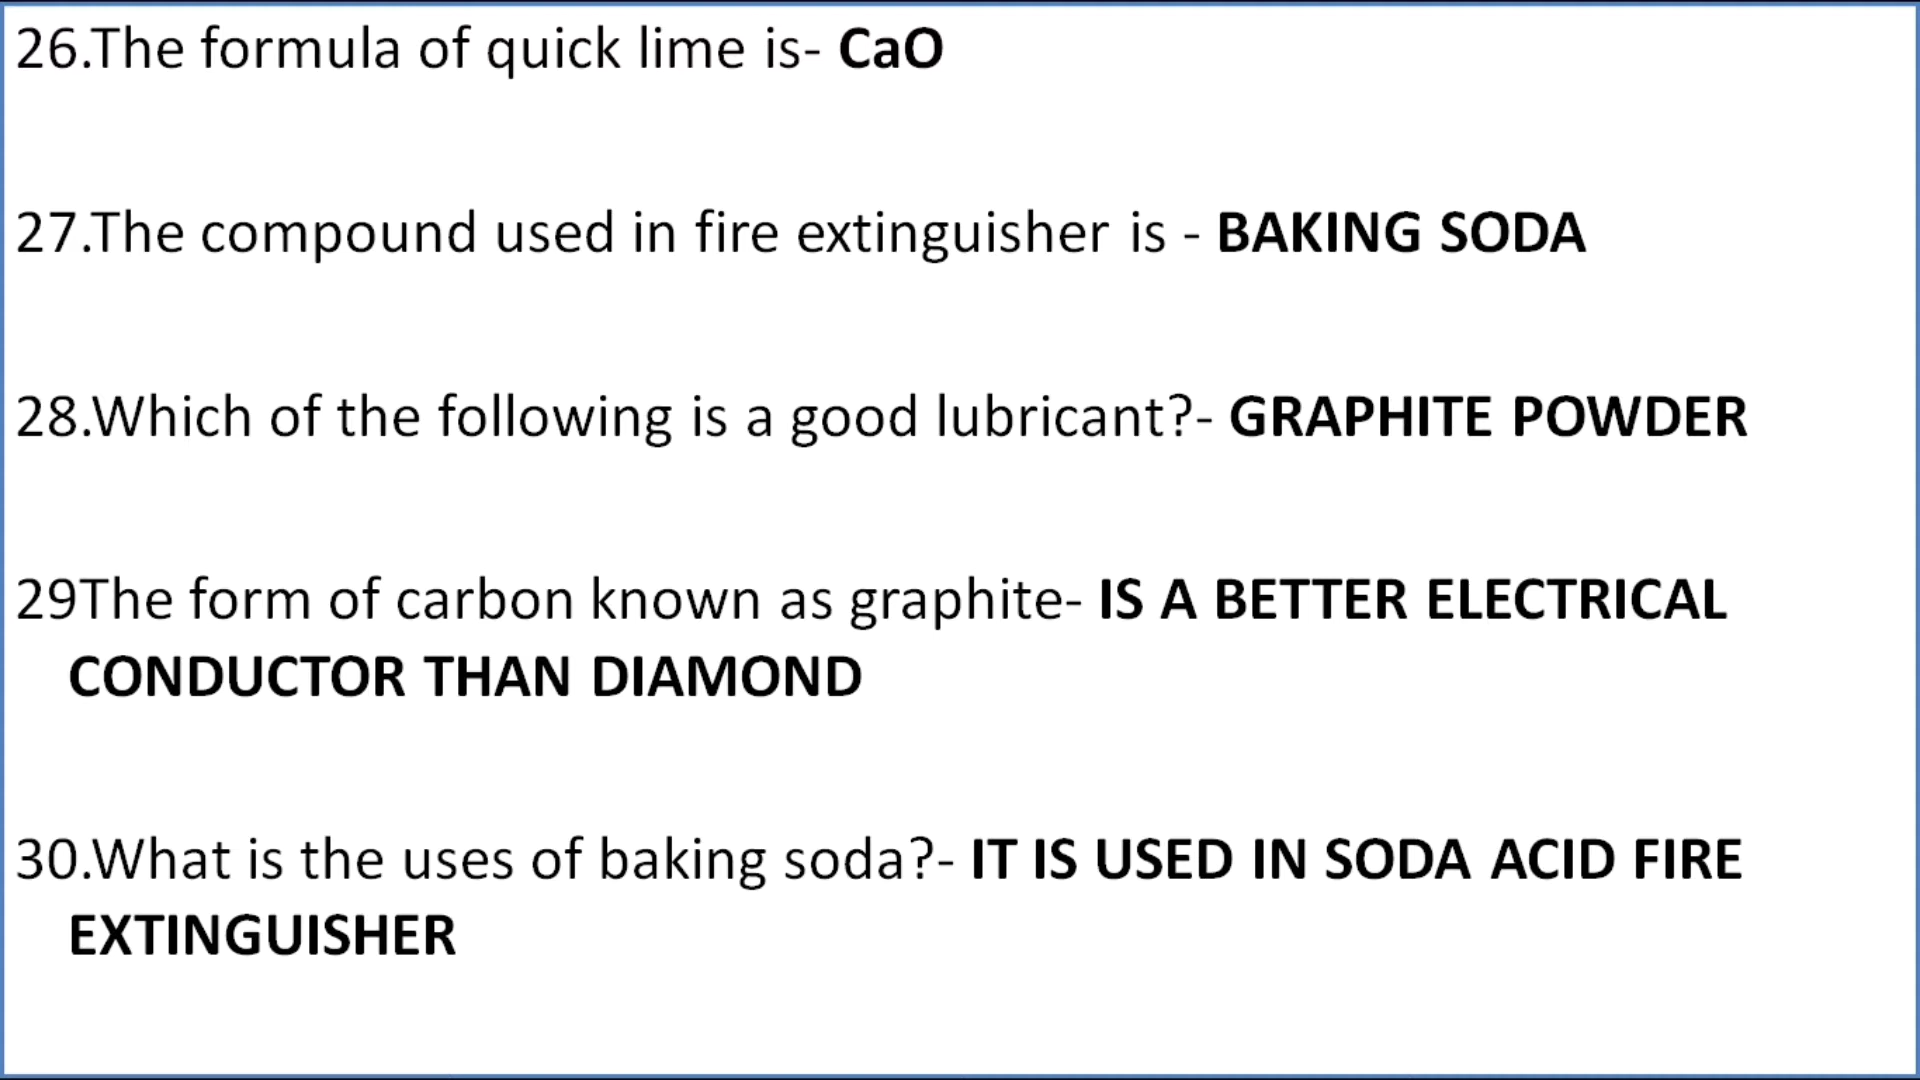 26.The formula of quick lime is- CaO
27.The compound used in fire extinguisher is - BAKING SODA
28.Which of the following is a good lubricant?- GRAPHITE POWDER
29The form of carbon known as graphite- IS A BETTER ELECTRICAL
CONDUCTOR THAN DIAMOND
30.What is the uses of baking soda?- IT IS USED IN SODA ACID FIRE
EXTINGUISHER